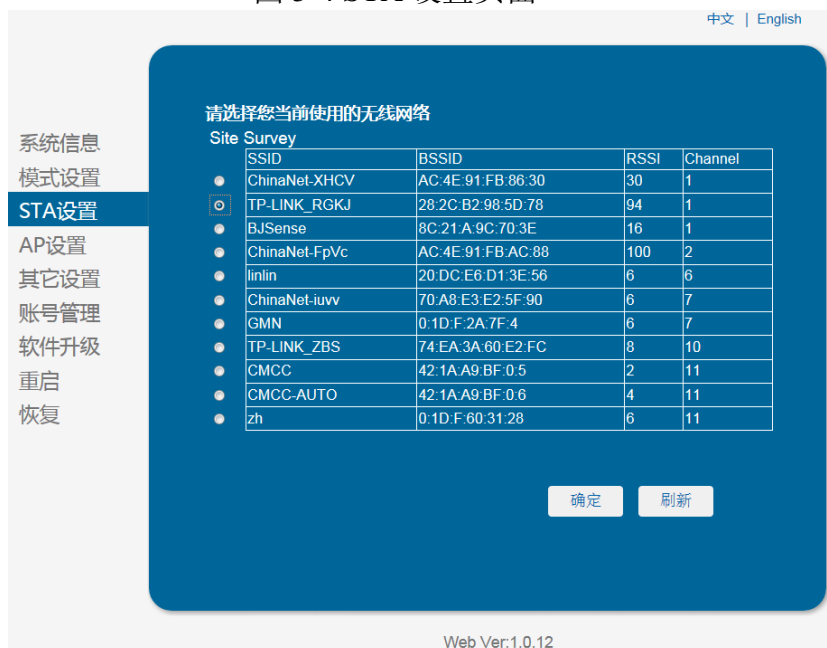 中文 | English
请选择您当前使用的无线网络
Site Survey
系统信息
模式设置
STA设置
AP设置
其它设置
账号管理
软件升级
重启
恢复
SSID BSSID RSSI Channel
ChinaNet-XHCV AC:4E:91:FB:86:30 30 1
TP-LINK_RGKJ 28:2C:B2:98:5D:78 94 1
BJSense 8C:21:A:9C:70:3E 16 1
ChinaNet-FpVc AC:4E:91:FB:AC:88 100 2
linlin 20:DC:E6:D1:3E:56 6 6
ChinaNet-iuvv 70:A8:E3:E2:5F:90 6 7
GMN 0:1D:F:2A:7F:4 6 7
TP-LINK_ZBS 74:EA:3A:60:E2:FC 8 10
CMCC 42:1A:A9:BF:0:5 2 11
CMCC-AUTO 42:1A:A9:BF:0:6 4 11
zh 0:1D:F:60:31:28 6 11
确定 刷新
Web Ver:1.0.12